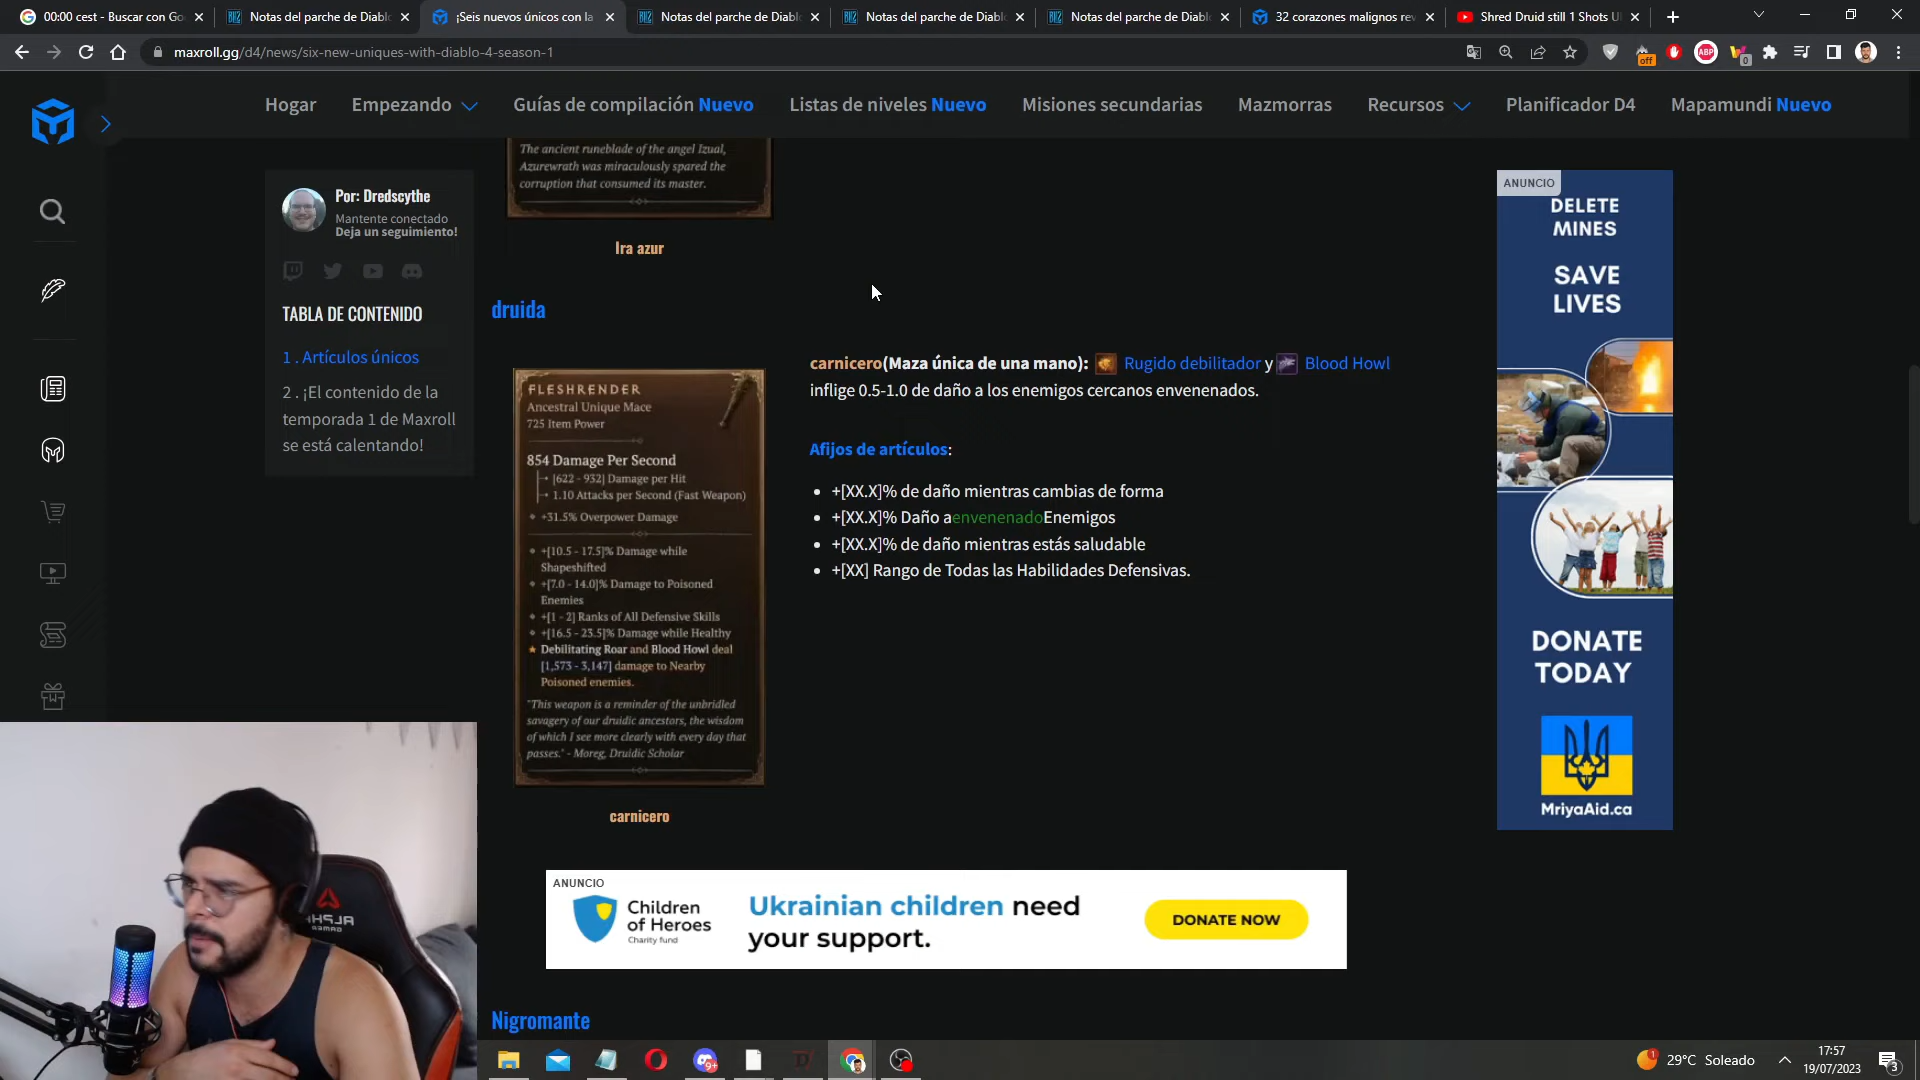 00:00 cest - Buscar con Go
Notas del parche de Diablo
¡Seis nuevos únicos con la
Notas del parche de Diablo
Notas del parche de Diablo
Notas del parche de Diablo
32 corazones malignos rev
Shred Druid still 1 Shots U
maxroll.gg/d4/news/six-new-uniques-with-diablo-4-season-1
off
ABP
0
Hogar
Empezando
Guías de compilación Nuevo
Listas de niveles Nuevo
Misiones secundarias
Mazmorras
Recursos
Planificador D4
Mapamundi Nuevo
Por: Dredscythe
Mantente conectado
Deja un seguimiento!
TABLA DE CONTENIDO
1 . Artículos únicos
2 . ¡El contenido de la
temporada 1 de Maxroll
se está calentando!
The ancient runeblade of the angel Izual,
Azurewrath was miraculously spared the
corruption that consumed its master.
Ira azur
druida
FLESHRENDER
Ancestral Unique Mace
725 Item Power
854 Damage Per Second
[622 - 932] Damage per Hit
1.10 Attacks per Second (Fast Weapon)
+31.5% Overpower Damage
+[10.5 - 17.5]% Damage while
Shapeshifted
+[7.0 - 14.0]% Damage to Poisoned
Enemies
+[1 - 2] Ranks of All Defensive Skills
+[16.5 - 23.5]% Damage while Healthy
Debilitating Roar and Blood Howl deal
[1,573 - 3,147] damage to Nearby
Poisoned enemies.
"This weapon is a reminder of the unbridled
savagery of our druidic ancestors, the wisdom
of which I see more clearly with every day that
passes." - Moreg, Druidic Scholar
carnicero
carnicero(Maza única de una mano): Rugido debilitador y Blood Howl
inflige 0.5-1.0 de daño a los enemigos cercanos envenenados.
Afijos de artículos:
+[XX.X]% de daño mientras cambias de forma
+[XX.X]% Daño aenvenenadoEnemigos
+[XX.X]% de daño mientras estás saludable
+[XX] Rango de Todas las Habilidades Defensivas.
ANUNCIO
DELETE
MINES
SAVE
LIVES
DONATE
TODAY
MriyaAid.ca
ANUNCIO
Children
of Heroes
Charity fund
Ukrainian children need
your support.
DONATE NOW
Nigromante
9+
1
29°C Soleado
17:57
19/07/2023
3